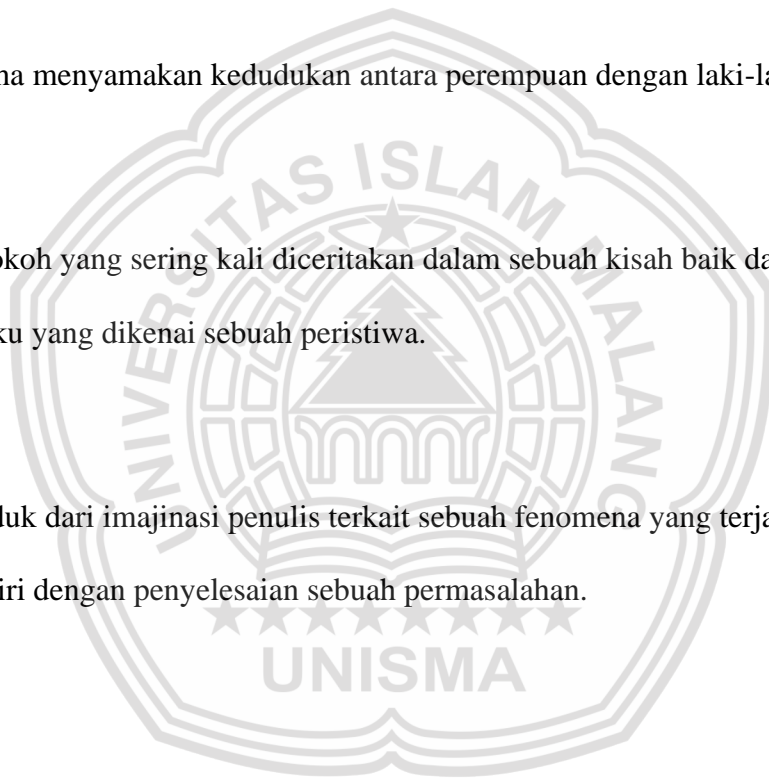 na menyamakan kedudukan antara perempuan dengan laki-la
UNIVERSITAS ISLAM MALANG
okoh yang sering kali diceritakan dalam sebuah kisah baik da
ku yang dikenai sebuah peristiwa.
duk dari imajinasi penulis terkait sebuah fenomena yang terja
iri dengan penyelesaian sebuah permasalahan.
UNISMA